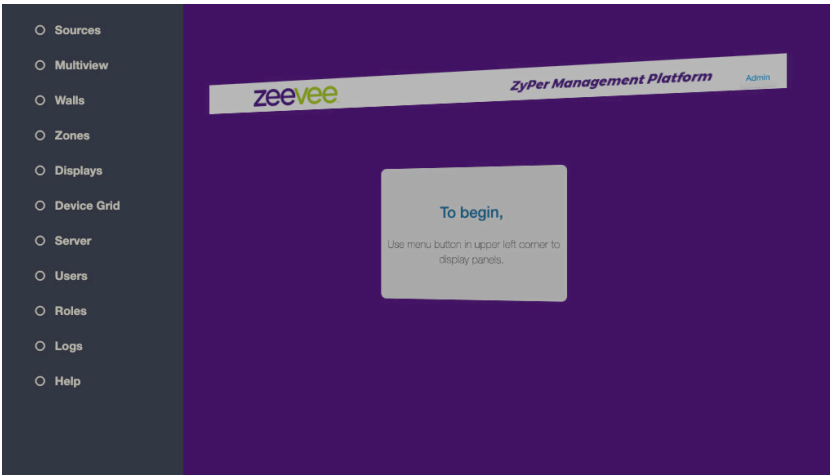 Sources
Multiview
Walls
Zones
Displays
Device Grid
Server
Users
Roles
Logs
Help
zeevee
ZyPer Management Platform
Admin
To begin,
Use menu button in upper left corner to
display panels.